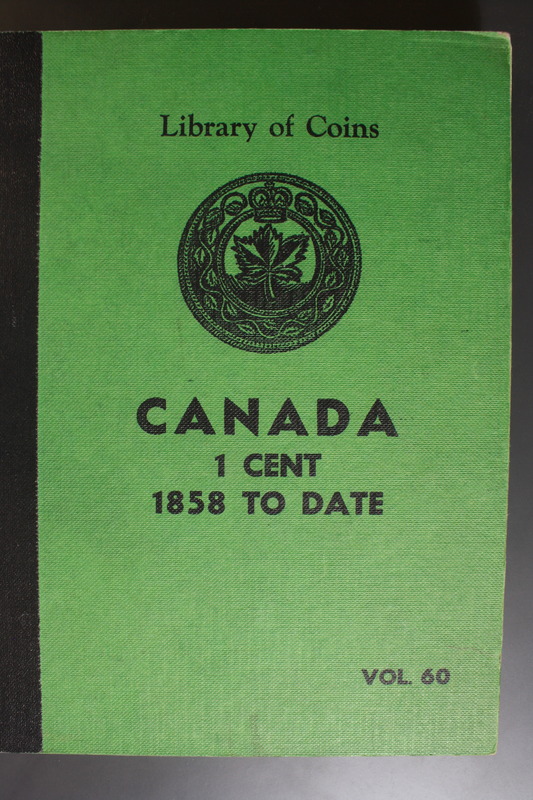 Library of Coins
CANADA
1 CENT
1858 TO DATE
VOL. 60